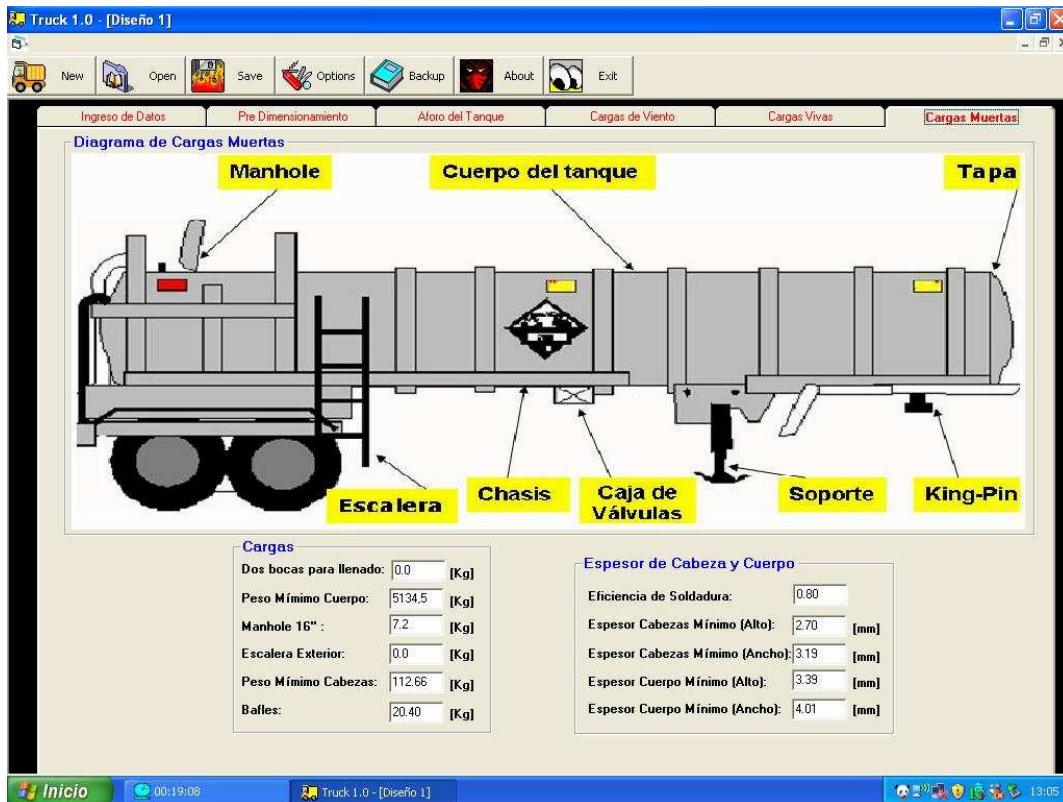 Truck 1.0 - [Diseño 1]
New Open Save Options Backup About Exit
Ingreso de Datos Pre Dimensionamiento Aforo del Tanque Cargas de Viento Cargas Vivas Cargas Muertas
Diagrama de Cargas Muertas
Manhole Cuerpo del tanque Tapa
Escalera Chasis Caja de Válvulas Soporte King-Pin
Cargas
Dos bocas para llenado: 0.0 [Kg]
Peso Mímimo Cuerpo: 5134,5 [Kg]
Manhole 16" : 7.2 [Kg]
Escalera Exterior: 0.0 [Kg]
Peso Mímimo Cabezas: 112.66 [Kg]
Bafles: 20.40 [Kg]
Espesor de Cabeza y Cuerpo
Eficiencia de Soldadura: 0.80
Espesor Cabezas Mínimo (Alto): 2.70 [mm]
Espesor Cabezas Mímimo (Ancho): 3.19 [mm]
Espesor Cuerpo Mínimo (Alto): 3.39 [mm]
Espesor Cuerpo Mínimo (Ancho): 4.01 [mm]
Inicio 00:19:08 Truck 1.0 - [Diseño 1] 13:05